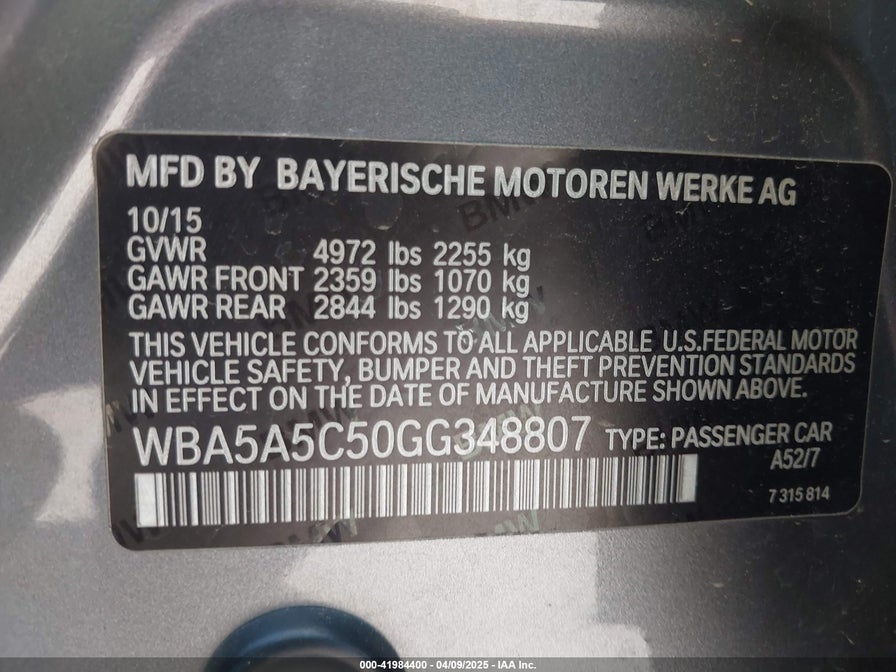 MFD BY BAYERISCHE MOTOREN WERKE AG
10/15
GVWR 4972 lbs 2255 kg
GAWR FRONT 2359 lbs 1070 kg
GAWR REAR 2844 lbs 1290 kg
THIS VEHICLE CONFORMS TO ALL APPLICABLE U.S.FEDERAL MOTOR
VEHICLE SAFETY, BUMPER AND THEFT PREVENTION STANDARDS
IN EFFECT ON THE DATE OF MANUFACTURE SHOWN ABOVE.
WBA5A5C50GG348807 TYPE: PASSENGER CAR
A52/7
7 315 814
000-41984400 - 04/09/2025 - IAA Inc.